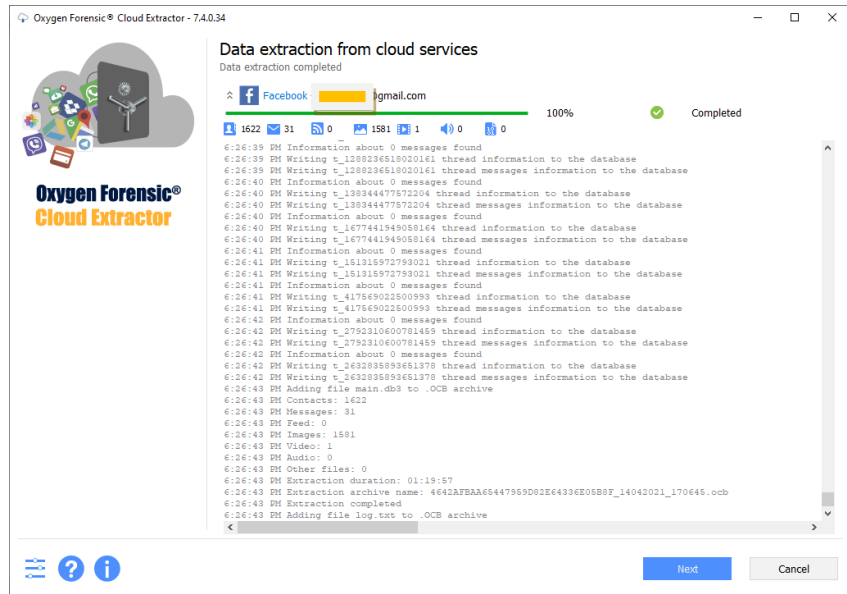 Oxygen Forensic® Cloud Extractor - 7.4.0.34
Data extraction from cloud services
Data extraction completed
Facebook @gmail.com
100% Completed
1622 31 0 1581 1 0 0
6:26:39 PM Information about 0 messages found
6:26:39 PM Writing t_1288236518020161 thread information to the database
6:26:39 PM Writing t_1288236518020161 thread messages information to the database
6:26:40 PM Information about 0 messages found
6:26:40 PM Writing t_138344477572204 thread information to the database
6:26:40 PM Writing t_138344477572204 thread messages information to the database
6:26:40 PM Information about 0 messages found
6:26:40 PM Writing t_1677441949058164 thread information to the database
6:26:40 PM Writing t_1677441949058164 thread messages information to the database
6:26:41 PM Information about 0 messages found
6:26:41 PM Writing t_151315972793021 thread information to the database
6:26:41 PM Writing t_151315972793021 thread messages information to the database
6:26:41 PM Information about 0 messages found
6:26:41 PM Writing t_417569022500993 thread information to the database
6:26:41 PM Writing t_417569022500993 thread messages information to the database
6:26:42 PM Information about 0 messages found
6:26:42 PM Writing t_2792310600781459 thread information to the database
6:26:42 PM Writing t_2792310600781459 thread messages information to the database
6:26:42 PM Information about 0 messages found
6:26:42 PM Writing t_2632835893651378 thread information to the database
6:26:42 PM Writing t_2632835893651378 thread messages information to the database
6:26:43 PM Adding file main.db3 to .OCB archive
6:26:43 PM Contacts: 1622
6:26:43 PM Messages: 31
6:26:43 PM Feed: 0
6:26:43 PM Images: 1581
6:26:43 PM Video: 1
6:26:43 PM Audio: 0
6:26:43 PM Other files: 0
6:26:43 PM Extraction duration: 01:19:57
6:26:43 PM Extraction archive name: 4642AFBAA65447959D82E64336E05B8F_14042021_170645.ocb
6:26:43 PM Extraction completed
6:26:43 PM Adding file log.txt to .OCB archive
Oxygen Forensic®
Cloud Extractor
Next
Cancel